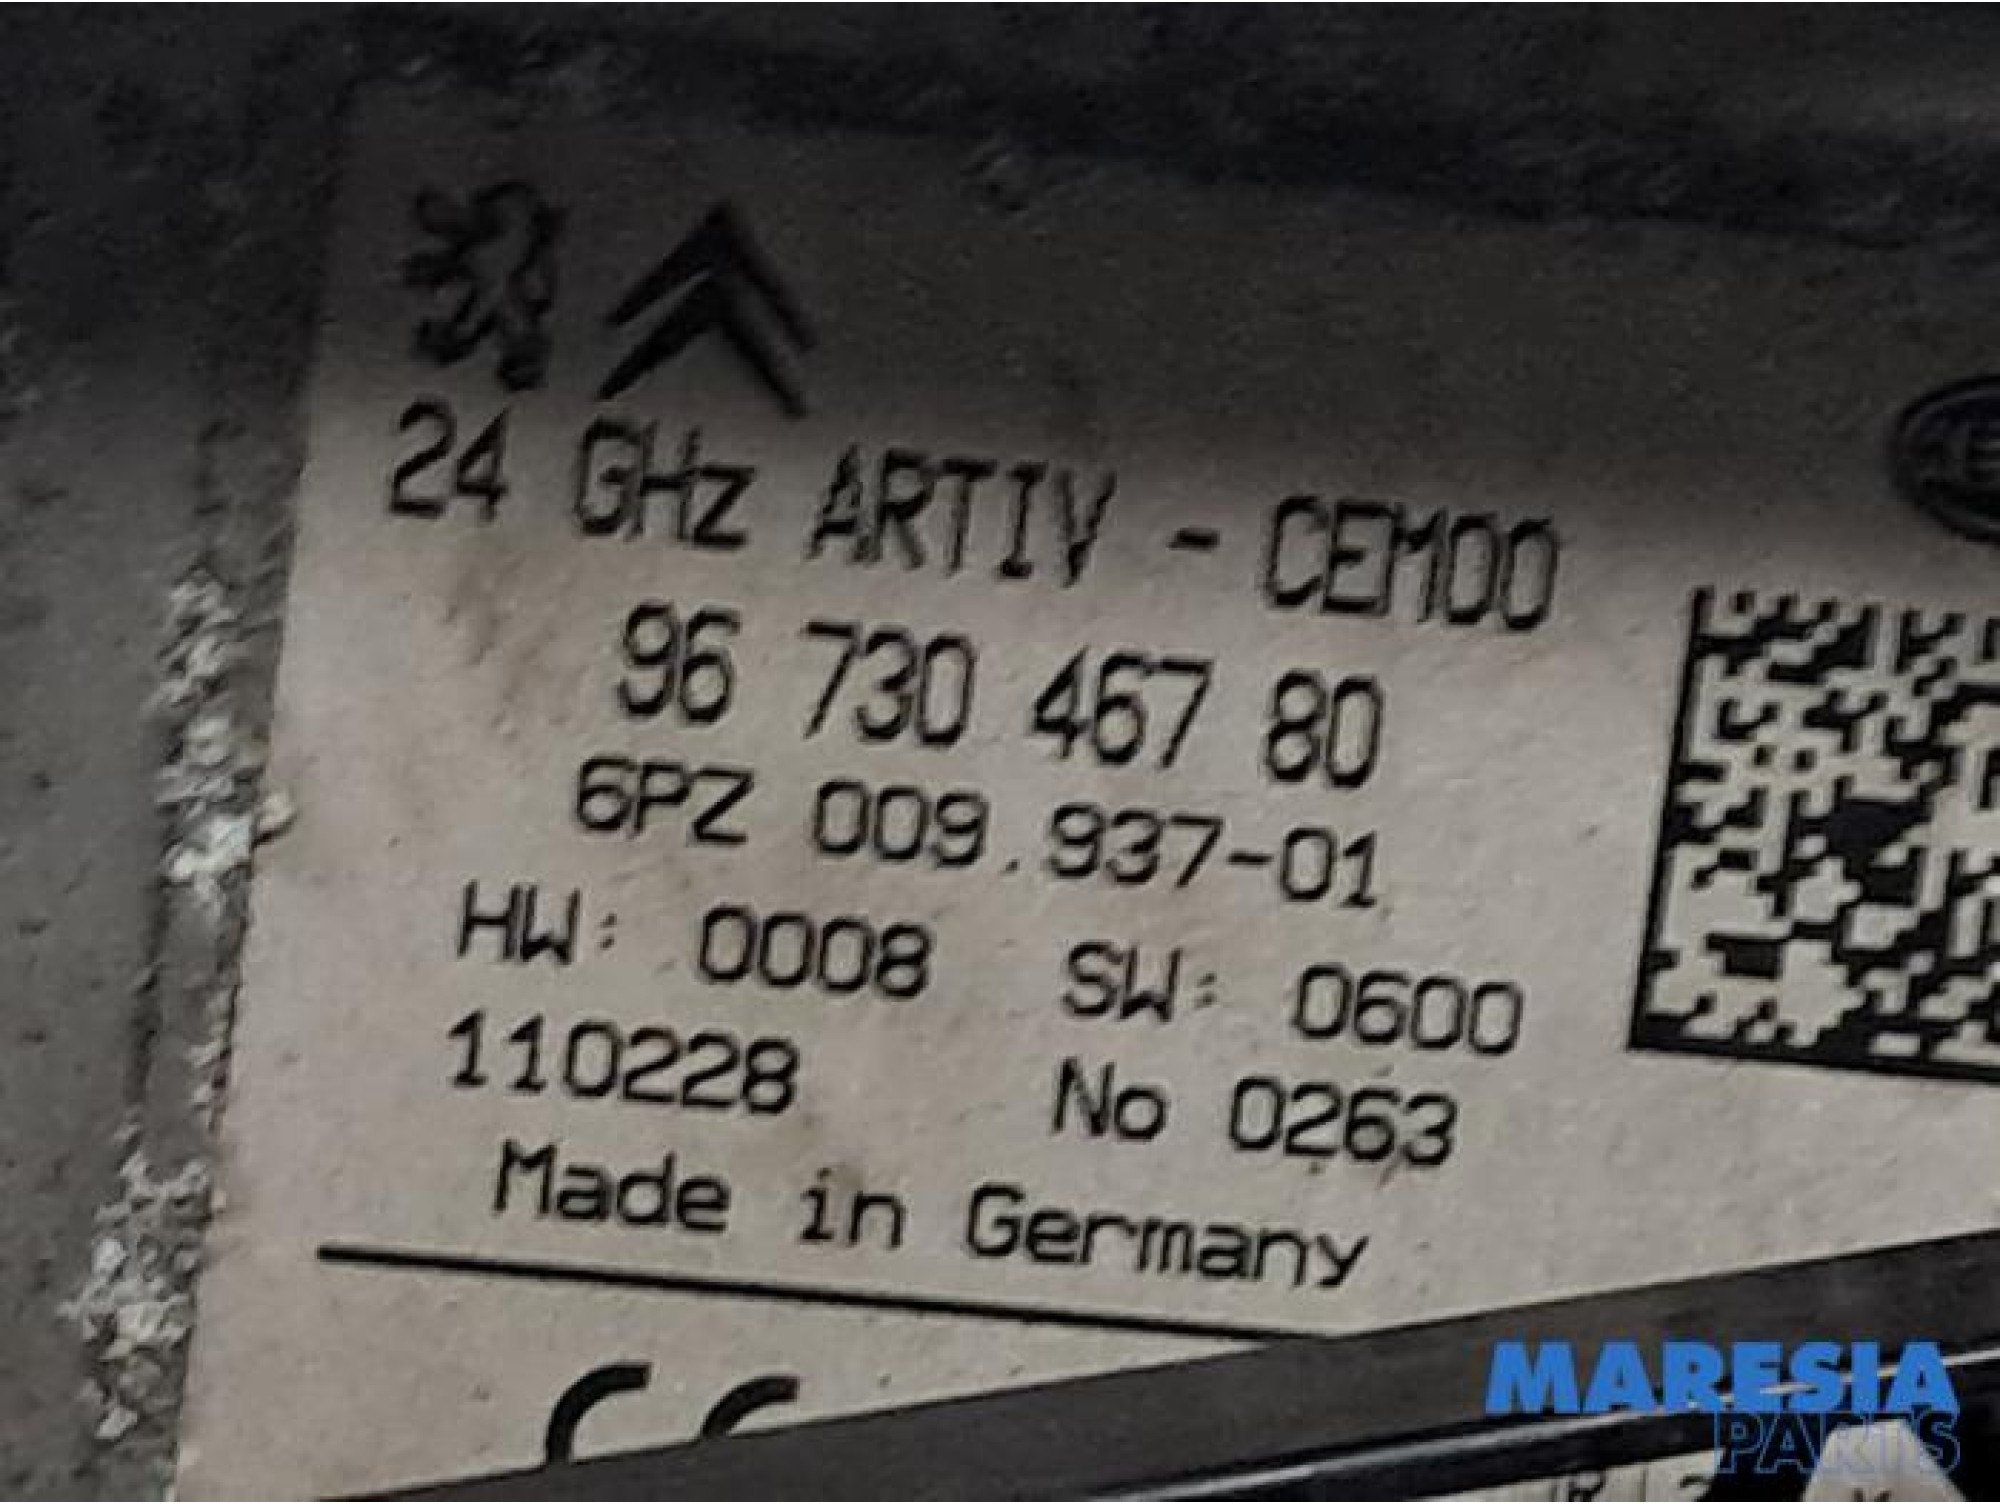 24 GHz ARTIV - CEM00
96 730 467 80
6PZ 009.937-01
HW: 0008 SW: 0600
110228 No 0263
Made in Germany
MARESIA
PARTS